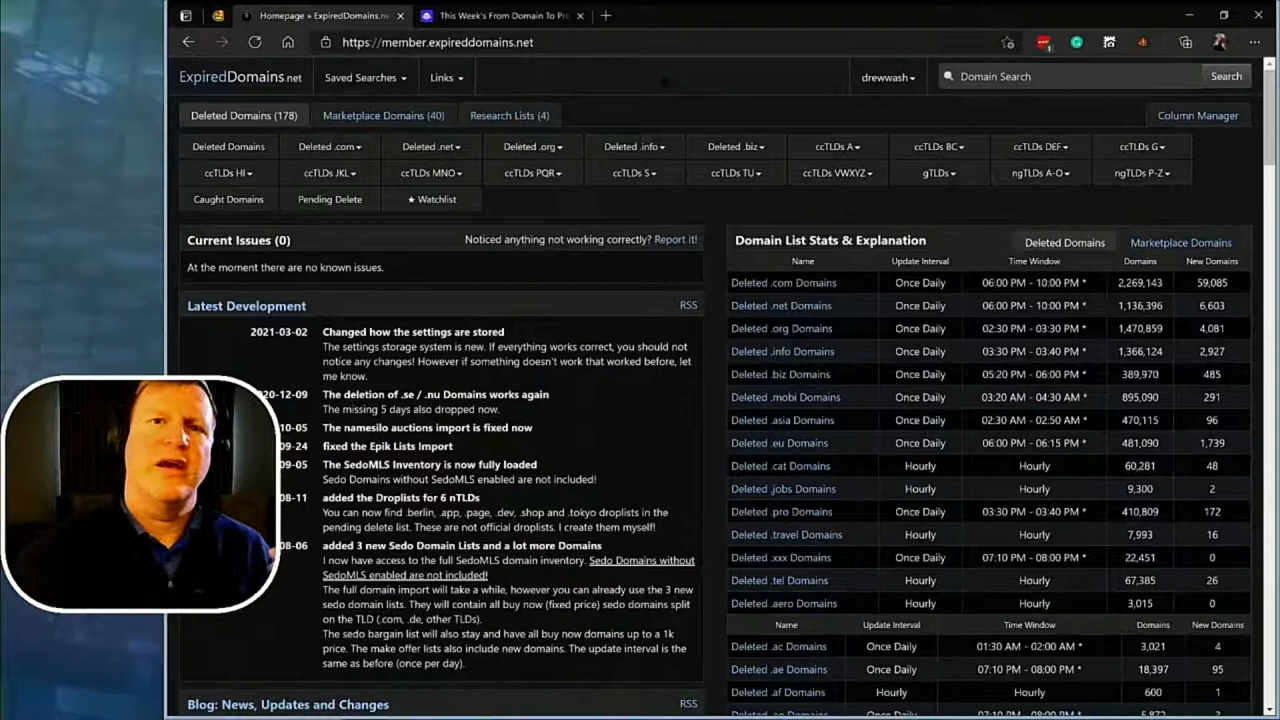 Homepage » ExpiredDomains.ne
This Week's From Domain To Pro
https://member.expireddomains.net
ExpiredDomains.net
Saved Searches
Links
drewwash
Domain Search
Search
Deleted Domains (178)
Marketplace Domains (40)
Research Lists (4)
Column Manager
Deleted Domains
Deleted .com
Deleted .net
Deleted .org
Deleted .info
Deleted .biz
ccTLDs A
ccTLDs BC
ccTLDs DEF
ccTLDs G
ccTLDs HI
ccTLDs JKL
ccTLDs MNO
ccTLDs PQR
ccTLDs S
ccTLDs TU
ccTLDs VWXYZ
gTLDs
ngTLDs A-O
ngTLDs P-Z
Caught Domains
Pending Delete
★ Watchlist
Current Issues (0)
Noticed anything not working correctly? Report it!
At the moment there are no known issues.
Latest Development
RSS
2021-03-02 Changed how the settings are stored
The settings storage system is new. If everything works correct, you should not
notice any changes! However if something doesn't work that worked before, let
me know.
20-12-09 The deletion of .se / .nu Domains works again
The missing 5 days also dropped now.
10-05 The namesilo auctions import is fixed now
09-24 fixed the Epik Lists Import
09-05 The SedoMLS Inventory is now fully loaded
Sedo Domains without SedoMLS enabled are not included!
08-11 added the Droplists for 6 nTLDs
You can now find .berlin, .app, .page, .dev, .shop and .tokyo droplists in the
pending delete list. These are not official droplists. I create them myself!
08-06 added 3 new Sedo Domain Lists and a lot more Domains
I now have access to the full SedoMLS domain inventory. Sedo Domains without
SedoMLS enabled are not included!
The full domain import will take a while, however you can already use the 3 new
sedo domain lists. They will contain all buy now (fixed price) sedo domains split
on the TLD (.com, .de, other TLDs).
The sedo bargain list will also stay and have all buy now domains up to a 1k
price. The make offer lists also include new domains. The update interval is the
same as before (once per day).
Blog: News, Updates and Changes
RSS
Domain List Stats & Explanation
Deleted Domains
Marketplace Domains
Name Update Interval Time Window Domains New Domains
Deleted .com Domains Once Daily 06:00 PM - 10:00 PM * 2,269,143 59,085
Deleted .net Domains Once Daily 06:00 PM - 10:00 PM * 1,136,396 6,603
Deleted .org Domains Once Daily 02:30 PM - 03:30 PM * 1,470,859 4,081
Deleted .info Domains Once Daily 03:30 PM - 03:40 PM * 1,366,124 2,927
Deleted .biz Domains Once Daily 05:20 PM - 06:00 PM * 389,970 485
Deleted .mobi Domains Once Daily 03:20 AM - 04:30 AM * 895,090 291
Deleted .asia Domains Once Daily 02:30 AM - 02:50 AM * 470,115 96
Deleted .eu Domains Once Daily 06:00 PM - 06:15 PM * 481,090 1,739
Deleted .cat Domains Hourly Hourly 60,281 48
Deleted .jobs Domains Hourly Hourly 9,300 2
Deleted .pro Domains Once Daily 03:30 PM - 03:40 PM * 410,809 172
Deleted .travel Domains Hourly Hourly 7,993 16
Deleted .xxx Domains Once Daily 07:10 PM - 08:00 PM * 22,451 0
Deleted .tel Domains Hourly Hourly 67,385 26
Deleted .aero Domains Hourly Hourly 3,015 0
Name Update Interval Time Window Domains New Domains
Deleted .ac Domains Once Daily 01:30 AM - 02:00 AM * 3,021 4
Deleted .ae Domains Once Daily 07:10 PM - 08:00 PM * 18,397 95
Deleted .af Domains Hourly Hourly 600 1